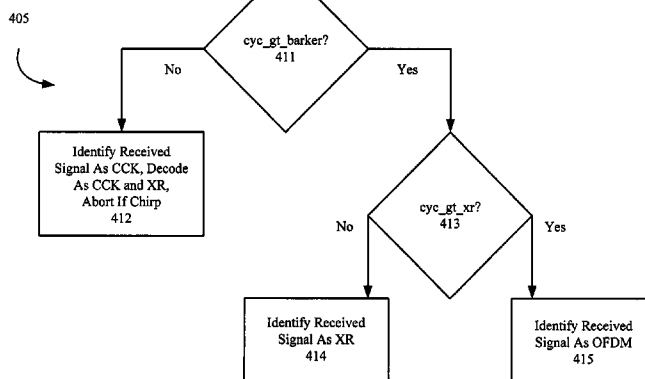 405
cyc_gt_barker?
411
No
Yes
Identify Received
Signal As CCK, Decode
As CCK and XR,
Abort If Chirp
412
cyc_gt_xr?
413
No
Yes
Identify Received
Signal As XR
414
Identify Received
Signal As OFDM
415